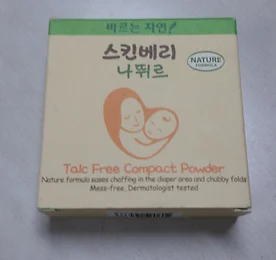 바르는 자연!
스킨베리
나뛰르
NATURE
FORMULA
Talc Free Compact Powder
Nature formula eases chaffing in the diaper area and chubby folds
Mess-free, Dermatologist tested